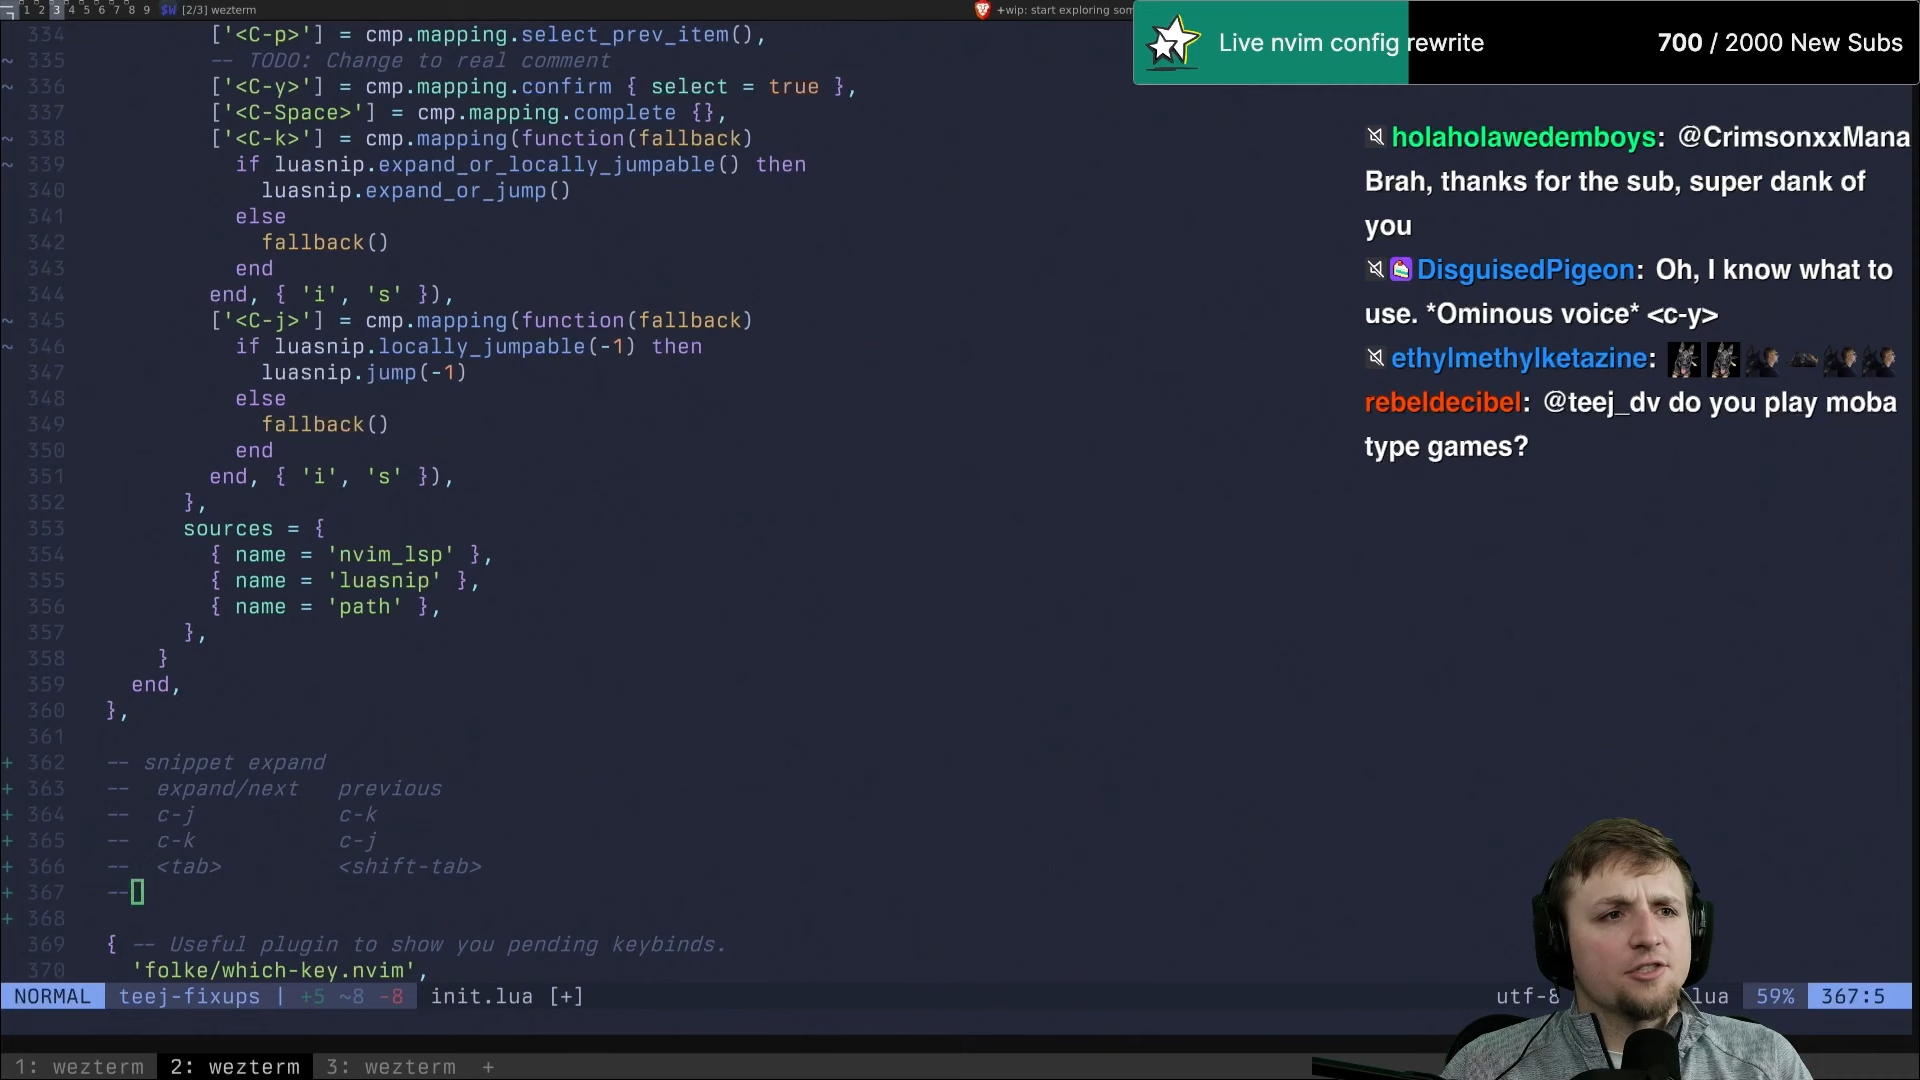 1 2 3 4 5 6 7 8 9 $W [2/3] wezterm
+wip: start exploring som
Live nvim config rewrite 700 / 2000 New Subs
334 ['<C-p>'] = cmp.mapping.select_prev_item(),
~ 335 -- TODO: Change to real comment
~ 336 ['<C-y>'] = cmp.mapping.confirm { select = true },
337 ['<C-Space>'] = cmp.mapping.complete {},
~ 338 ['<C-k>'] = cmp.mapping(function(fallback)
~ 339 if luasnip.expand_or_locally_jumpable() then
340 luasnip.expand_or_jump()
341 else
342 fallback()
343 end
344 end, { 'i', 's' }),
~ 345 ['<C-j>'] = cmp.mapping(function(fallback)
~ 346 if luasnip.locally_jumpable(-1) then
347 luasnip.jump(-1)
348 else
349 fallback()
350 end
351 end, { 'i', 's' }),
352 },
353 sources = {
354 { name = 'nvim_lsp' },
355 { name = 'luasnip' },
356 { name = 'path' },
357 },
358 }
359 end,
360 },
361
+ 362 -- snippet expand
+ 363 -- expand/next previous
+ 364 -- c-j c-k
+ 365 -- c-k c-j
+ 366 -- <tab> <shift-tab>
+ 367 --
+ 368
369 { -- Useful plugin to show you pending keybinds.
370 'folke/which-key.nvim',
holaholawedemboys: @CrimsonxxMana
Brah, thanks for the sub, super dank of
you
DisguisedPigeon: Oh, I know what to
use. *Ominous voice* <c-y>
ethylmethylketazine:
rebeldecibel: @teej_dv do you play moba
type games?
NORMAL teej-fixups | +5 ~8 -8 init.lua [+] utf-8 lua 59% 367:5
1: wezterm 2: wezterm 3: wezterm +